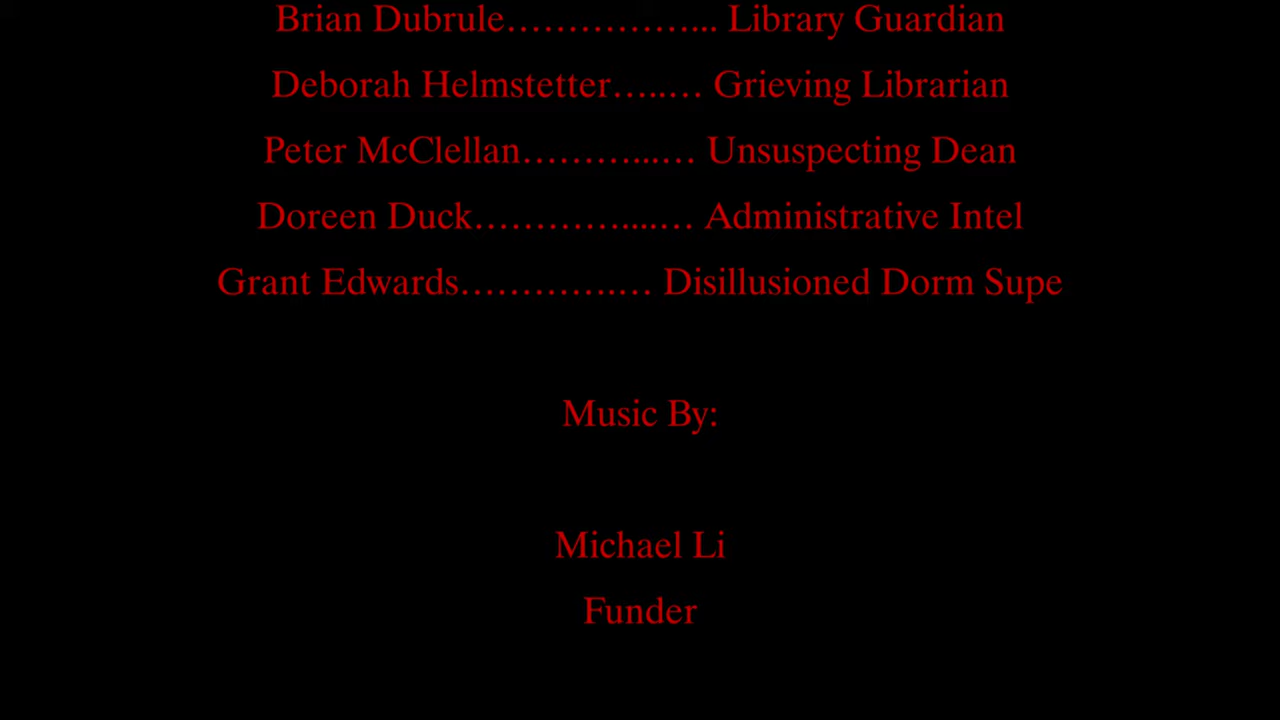 Brian Dubrule……………... Library Guardian
Deborah Helmstetter…..… Grieving Librarian
Peter McClellan………...… Unsuspecting Dean
Doreen Duck…………....… Administrative Intel
Grant Edwards………….… Disillusioned Dorm Supe
Music By:
Michael Li
Funder